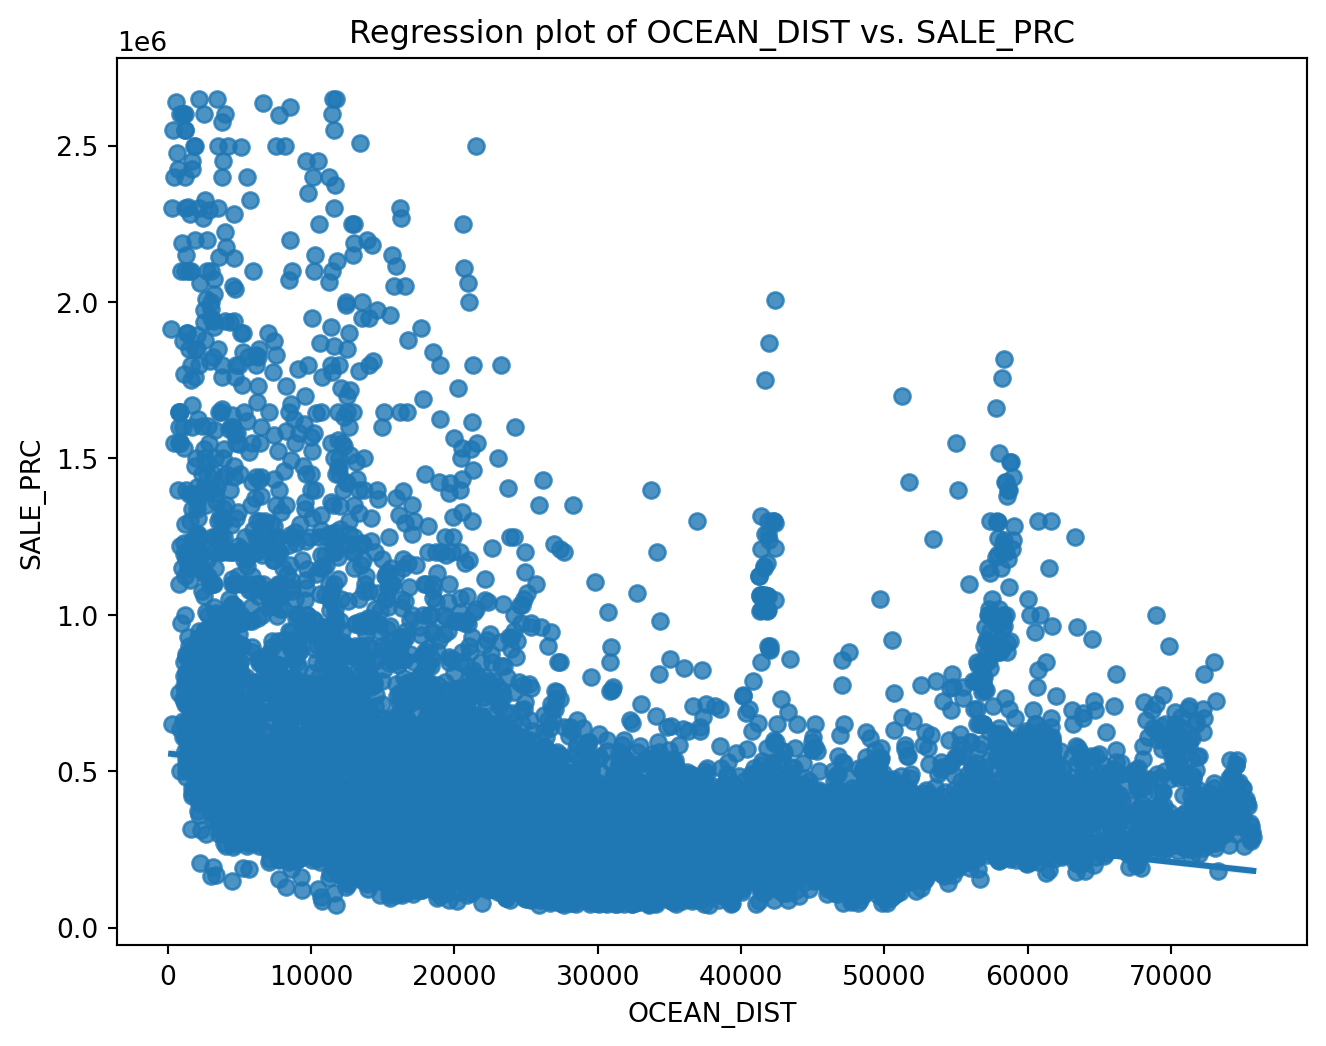 Regression plot of OCEAN_DIST vs. SALE_PRC
1e6
2.5
2.0
1.5
1.0
0.5
0.0
SALE_PRC
0 10000 20000 30000 40000 50000 60000 70000
OCEAN_DIST